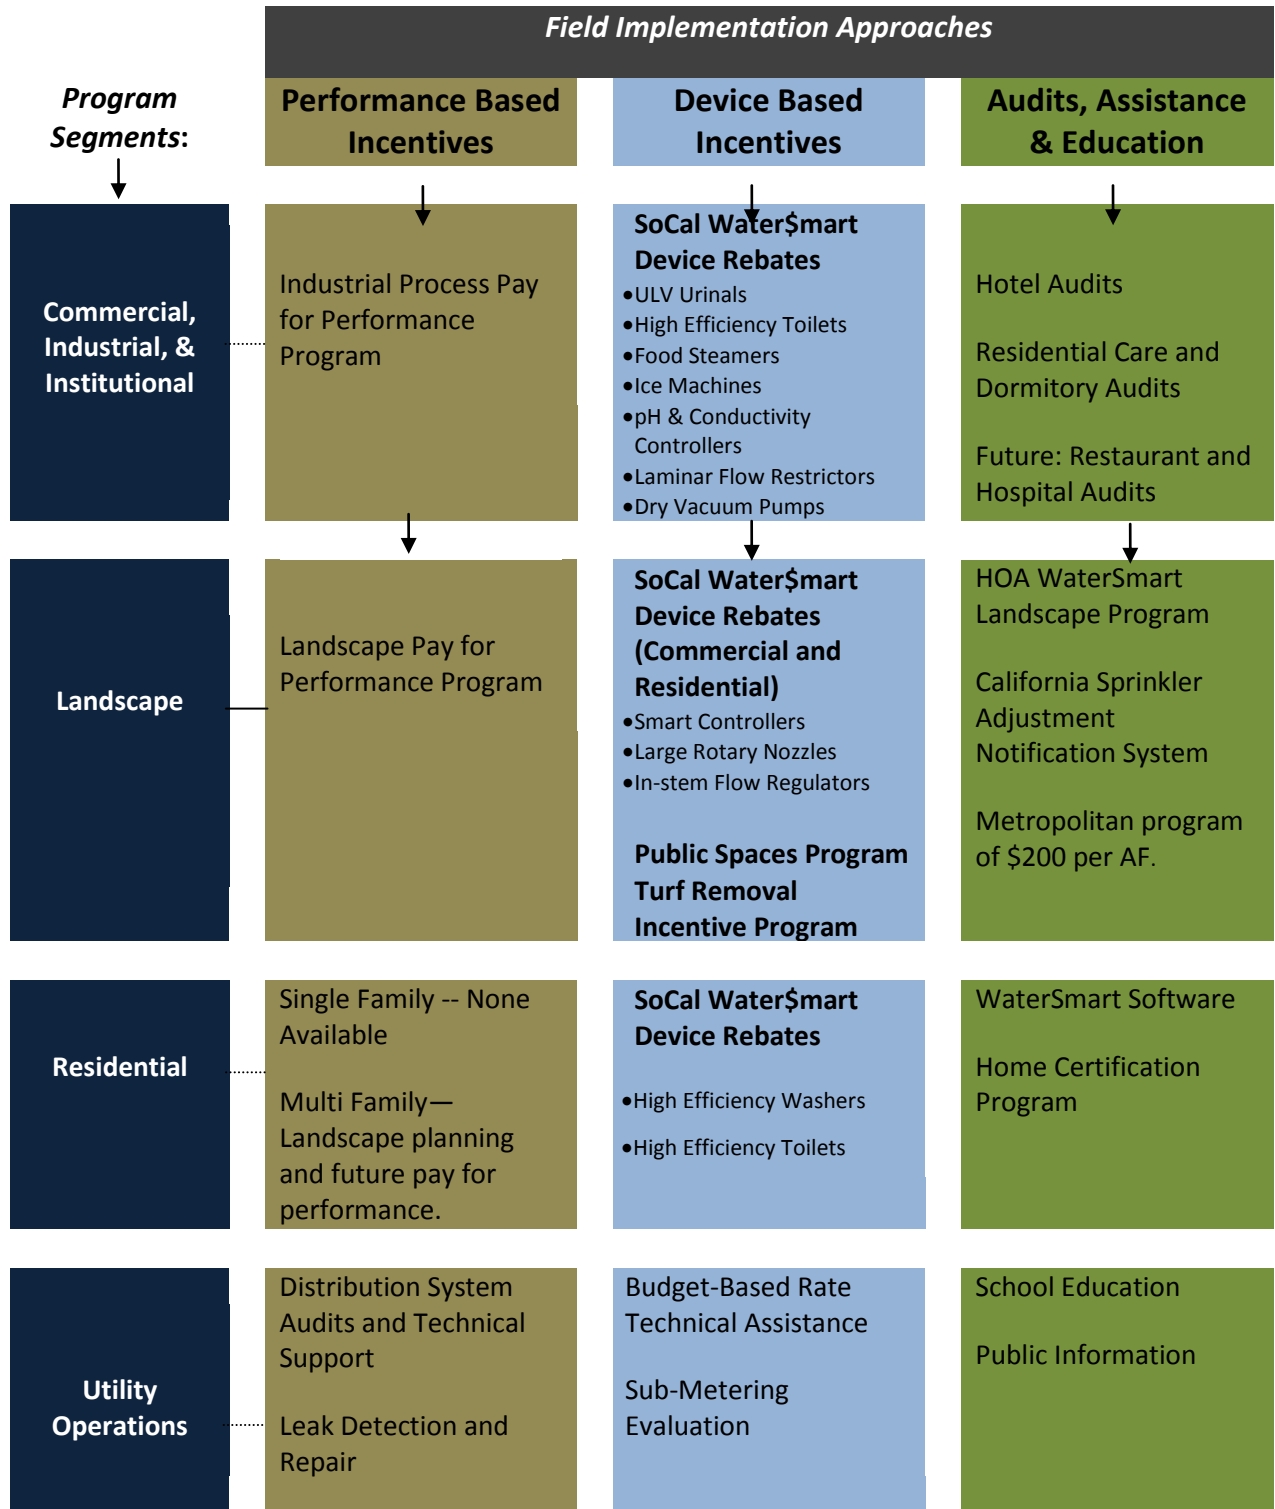 Field Implementation Approaches
Program
Segments:
Performance Based
Incentives
Device Based
Incentives
Audits, Assistance
& Education
Commercial,
Industrial, &
Institutional
Industrial Process Pay
for Performance
Program
SoCal Water$mart
Device Rebates
•ULV Urinals
•High Efficiency Toilets
•Food Steamers
•Ice Machines
•pH & Conductivity
Controllers
•Laminar Flow Restrictors
•Dry Vacuum Pumps
Hotel Audits
Residential Care and
Dormitory Audits
Future: Restaurant and
Hospital Audits
Landscape
Landscape Pay for
Performance Program
SoCal Water$mart
Device Rebates
(Commercial and
Residential)
•Smart Controllers
•Large Rotary Nozzles
•In-stem Flow Regulators
Public Spaces Program
Turf Removal
Incentive Program
HOA WaterSmart
Landscape Program
California Sprinkler
Adjustment
Notification System
Metropolitan program
of $200 per AF.
Residential
Single Family -- None
Available
Multi Family—
Landscape planning
and future pay for
performance.
SoCal Water$mart
Device Rebates
•High Efficiency Washers
•High Efficiency Toilets
WaterSmart Software
Home Certification
Program
Utility
Operations
Distribution System
Audits and Technical
Support
Leak Detection and
Repair
Budget-Based Rate
Technical Assistance
Sub-Metering
Evaluation
School Education
Public Information